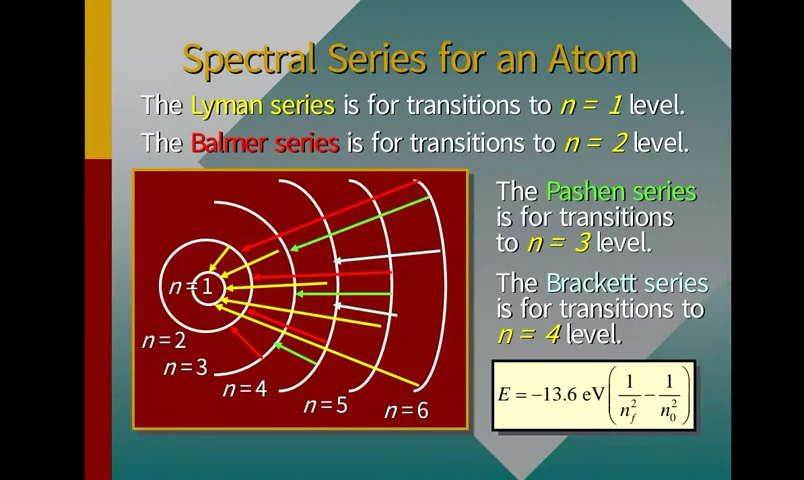 Spectral Series for an Atom
The Lyman series is for transitions to n = 1 level.
The Balmer series is for transitions to n = 2 level.
The Pashen series
is for transitions
to n = 3 level.
The Brackett series
is for transitions to
n = 4 level.
n = 1
n = 2
n = 3
n = 4
n = 5
n = 6
E = −13.6 eV(1/n_f^2 − 1/n_0^2)